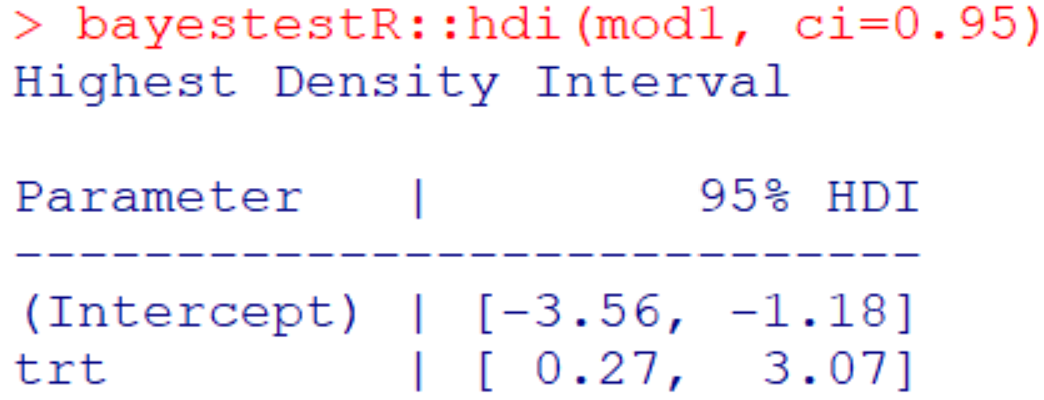 > bayestestR::hdi(mod1, ci=0.95)
Highest Density Interval
Parameter   |        95% HDI
----------------------------
(Intercept) | [-3.56, -1.18]
trt         | [ 0.27,  3.07]